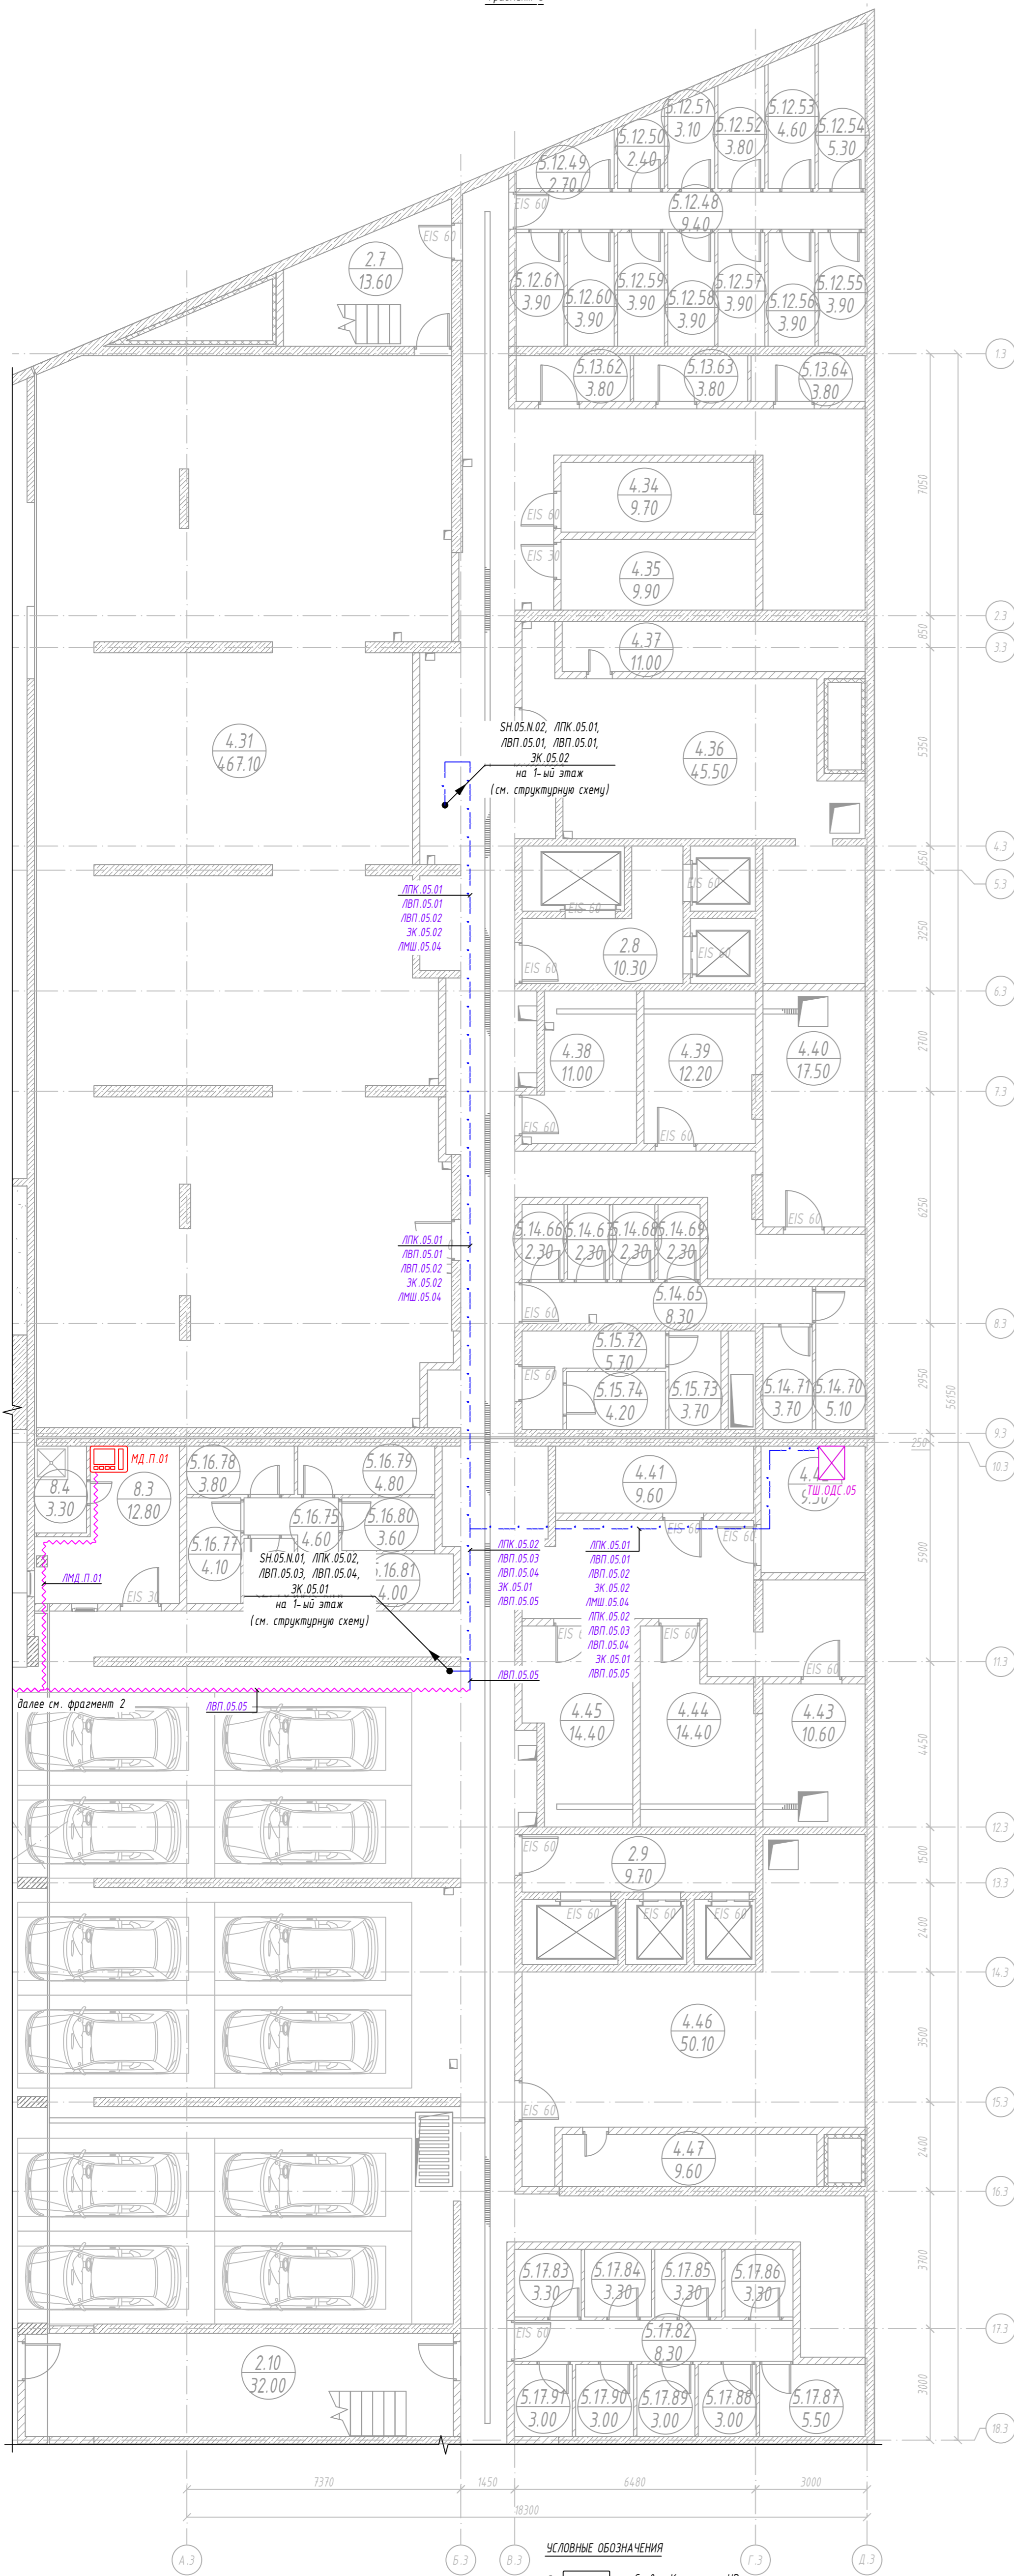 5.12.51
3.10
5.12.53
4.60
5.12.50
2.40
5.12.52
3.80
5.12.54
5.30
5.12.49
2.70
5.12.48
9.40
EIS 60
EIS 60
2.7
13.60
5.12.61
3.90
5.12.60
3.90
5.12.59
3.90
5.12.58
3.90
5.12.57
3.90
5.12.56
3.90
5.12.55
3.90
1.3
5.13.62
3.80
5.13.63
3.80
5.13.64
3.80
7050
4.34
9.70
EIS 60
EIS 30
4.35
9.90
2.3
850
3.3
4.37
11.00
4.31
467.10
SH.05.N.02, ЛПК.05.01,
ЛВП.05.01, ЛВП.05.01,
ЗК.05.02
на 1-ый этаж
(см. структурную схему)
4.36
45.50
5350
4.3
650
5.3
ЛПК.05.01
ЛВП.05.01
ЛВП.05.02
ЗК.05.02
ЛМШ.05.04
EIS 60
EIS 60
EIS 60
EIS 60
2.8
10.30
3250
6.3
4.38
11.00
4.39
12.20
4.40
17.50
2700
7.3
EIS 60
EIS 60
EIS 60
6250
5.14.66
2.30
5.14.67
2.30
5.14.68
2.30
5.14.69
2.30
ЛПК.05.01
ЛВП.05.01
ЛВП.05.02
ЗК.05.02
ЛМШ.05.04
5.14.65
8.30
EIS 60
8.3
5.15.72
5.70
EIS 60
5.15.74
4.20
5.15.73
3.70
5.14.71
3.70
5.14.70
5.10
2950
56150
9.3
250
10.3
МД.П.01
8.4
3.30
8.3
12.80
5.16.78
3.80
5.16.79
4.80
4.41
9.60
ТШ.ОДС.05
5.16.75
4.60
5.16.80
3.60
5.16.77
4.10
5.16.81
4.00
EIS 60
EIS 60
5900
SH.05.N.01, ЛПК.05.02,
ЛВП.05.03, ЛВП.05.04,
ЗК.05.01
на 1-ый этаж
(см. структурную схему)
ЛПК.05.02
ЛВП.05.03
ЛВП.05.04
ЗК.05.01
ЛВП.05.05
ЛПК.05.01
ЛВП.05.01
ЛВП.05.02
ЗК.05.02
ЛМШ.05.04
ЛПК.05.02
ЛВП.05.03
ЛВП.05.04
ЗК.05.01
ЛВП.05.05
ЛМД.П.01
EIS 30
EIS 60
EIS 60
11.3
ЛВП.05.05
далее см. фрагмент 2
ЛВП.05.05
4.45
14.40
4.44
14.40
4.43
10.60
4450
12.3
EIS 60
2.9
9.70
1500
13.3
EIS 60
EIS 60
EIS 60
2400
14.3
4.46
50.10
3500
EIS 60
15.3
4.47
9.60
2400
16.3
3700
5.17.83
3.30
5.17.84
3.30
5.17.85
3.30
5.17.86
3.30
EIS 60
5.17.82
8.30
17.3
2.10
32.00
5.17.91
3.00
5.17.90
3.00
5.17.89
3.00
5.17.88
3.00
5.17.87
5.50
3000
18.3
7370
1450
6480
3000
18300
УСЛОВНЫЕ ОБОЗНАЧЕНИЯ
А.3
Б.3
В.3
Г.3
Д.3